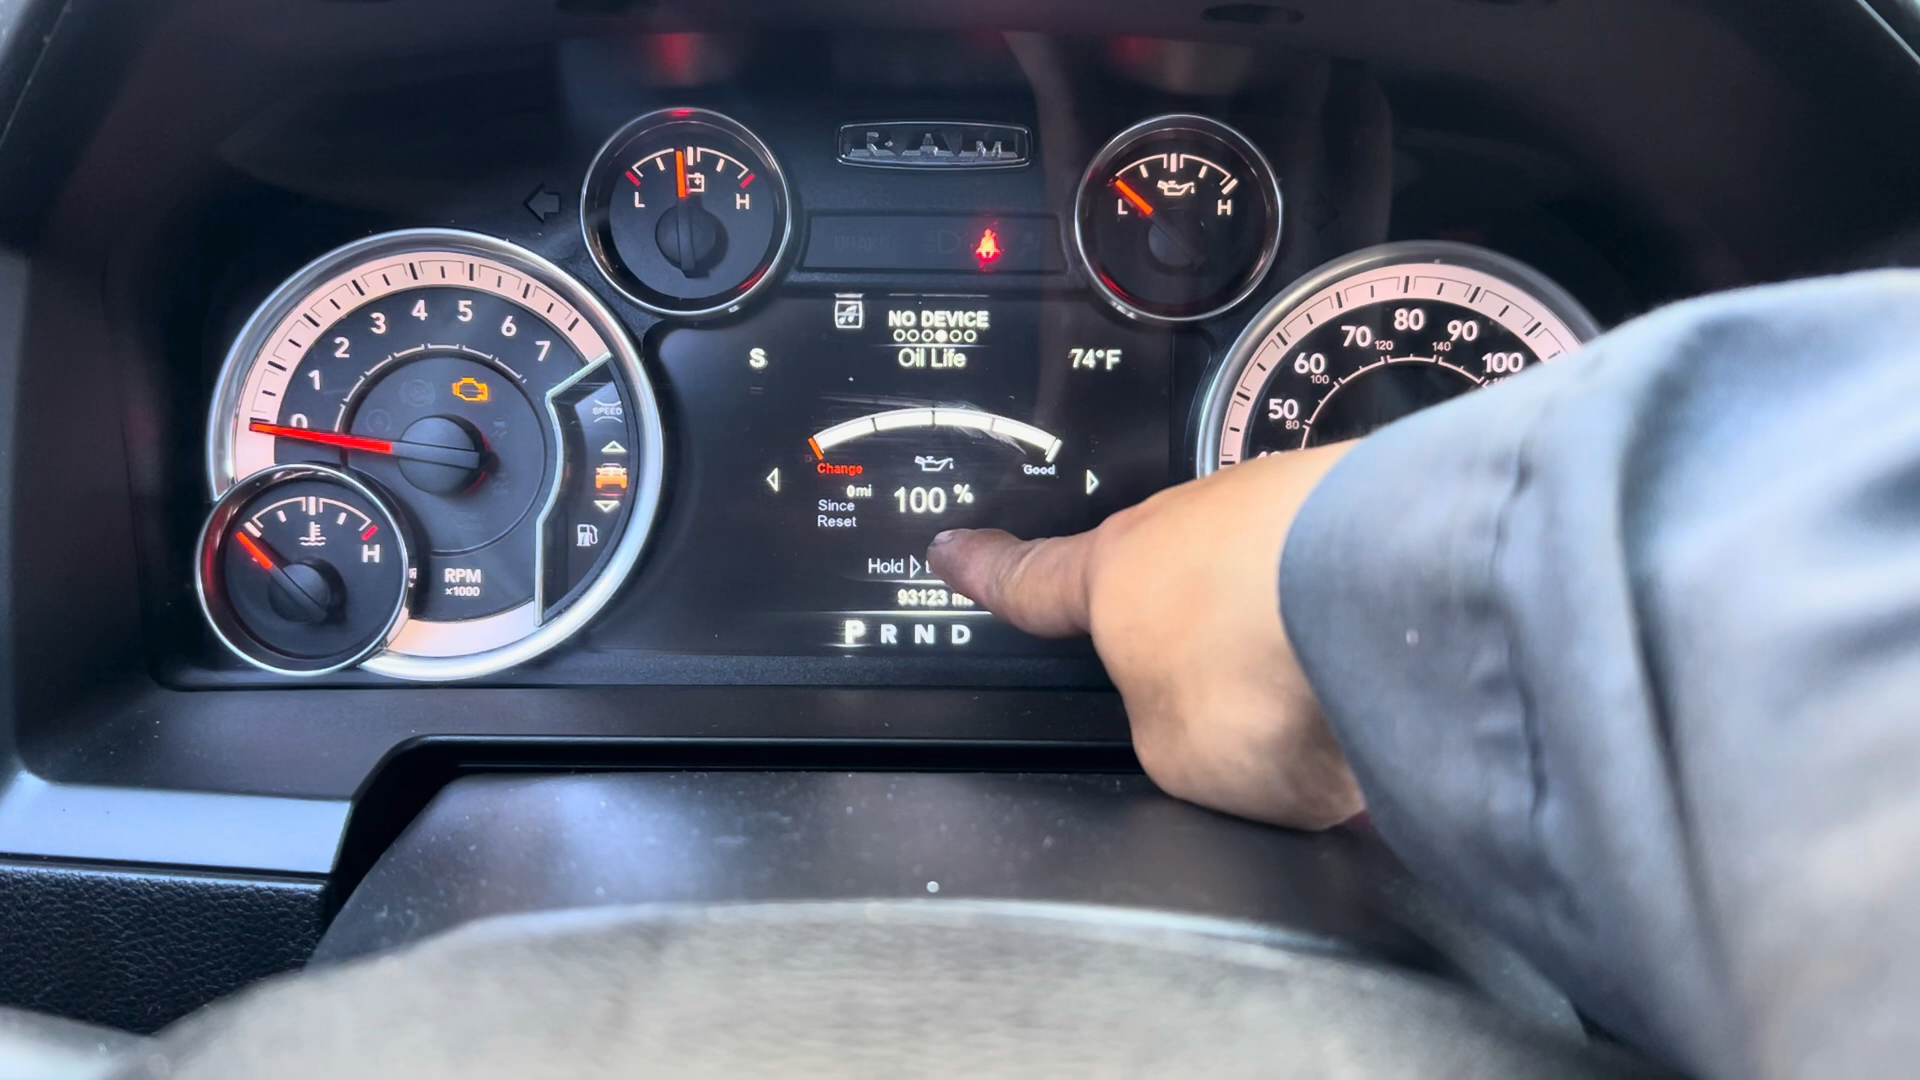 RAM
L H
L H
BRAKE
NO DEVICE
S Oil Life 74°F
0 1 2 3 4 5 6 7
SPEED
50 60 70 80 90 100
80 100 120 140
Change Good
0mi
Since
Reset
100 %
Hold
93123 mi
P R N D
H
RPM
x1000